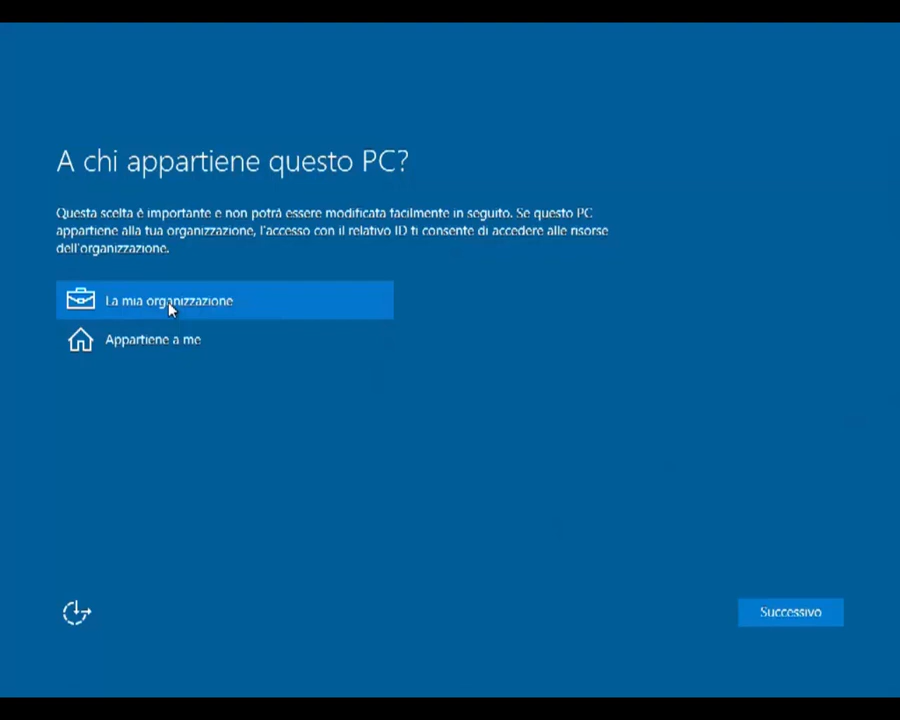 A chi appartiene questo PC?
Questa scelta è importante e non potrà essere modificata facilmente in seguito. Se questo PC
appartiene alla tua organizzazione, l'accesso con il relativo ID ti consente di accedere alle risorse
dell'organizzazione.
La mia organizzazione
Appartiene a me
Successivo